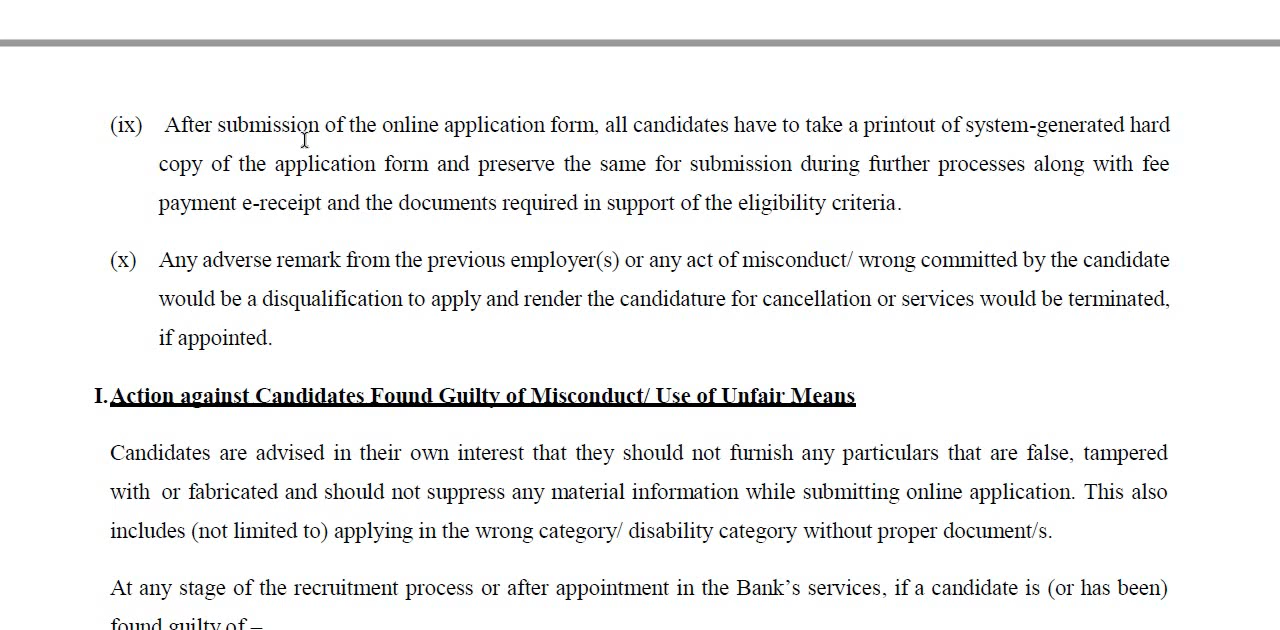 (ix) After submission of the online application form, all candidates have to take a printout of system-generated hard
copy of the application form and preserve the same for submission during further processes along with fee
payment e-receipt and the documents required in support of the eligibility criteria.
(x) Any adverse remark from the previous employer(s) or any act of misconduct/ wrong committed by the candidate
would be a disqualification to apply and render the candidature for cancellation or services would be terminated,
if appointed.
I. Action against Candidates Found Guilty of Misconduct/ Use of Unfair Means
Candidates are advised in their own interest that they should not furnish any particulars that are false, tampered
with or fabricated and should not suppress any material information while submitting online application. This also
includes (not limited to) applying in the wrong category/ disability category without proper document/s.
At any stage of the recruitment process or after appointment in the Bank’s services, if a candidate is (or has been)
found guilty of –